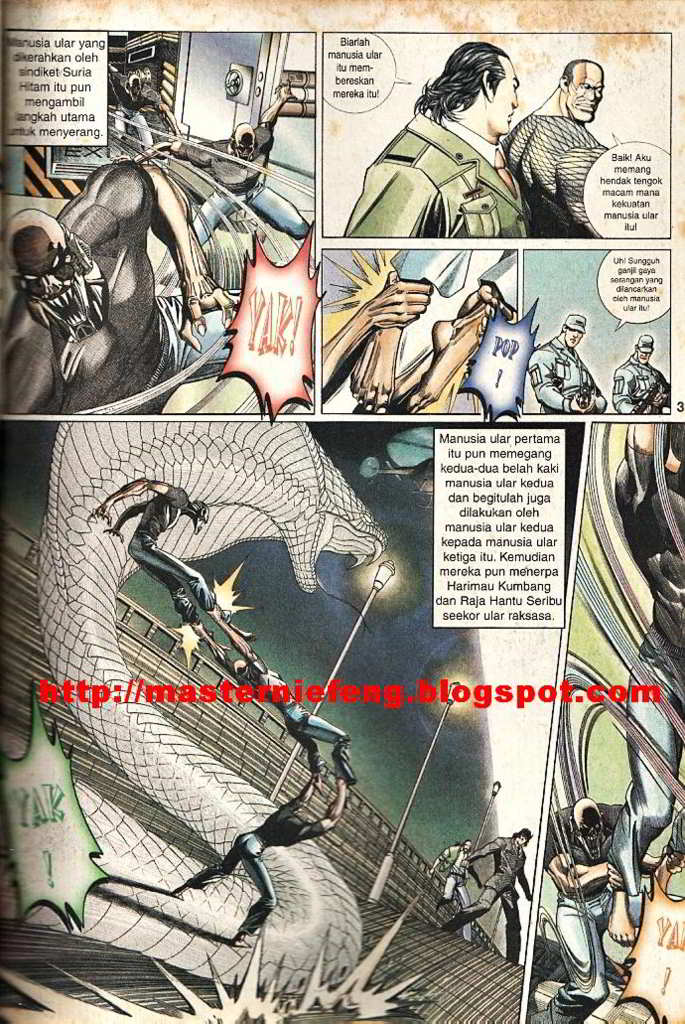 Manusia ular yang
dikerahkan oleh
sindiket Suria
Hitam itu pun
mengambil
langkah utama
untuk menyerang.
Biarlah
manusia ular
itu mem-
bereskan
mereka itu!
Baik! Aku
memang
hendak tengok
macam mana
kekuatan
manusia ular
itu!
YAK!
POP
!
Uh! Sungguh
ganjil gaya
serangan yang
dilancarkan
oleh manusia
ular itu!
3
Manusia ular pertama
itu pun memegang
kedua-dua belah kaki
manusia ular kedua
dan begitulah juga
dilakukan oleh
manusia ular kedua
kepada manusia ular
ketiga itu. Kemudian
mereka pun menerpa
Harimau Kumbang
dan Raja Hantu Seribu
seekor ular raksasa.
http://masterniefeng.blogspot.com
YAK
!
YA
!